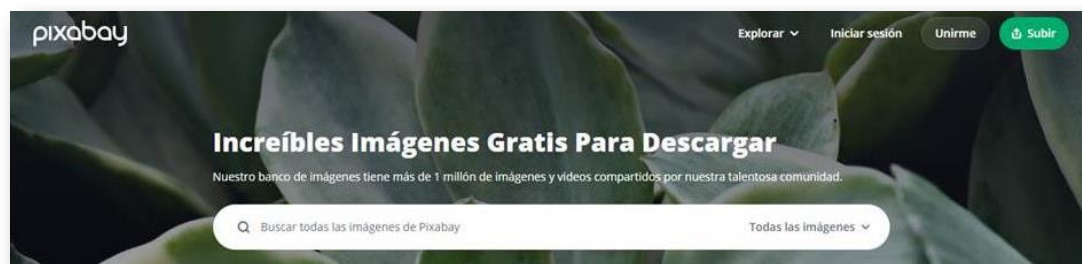 pixabay
Explorar
Iniciar sesión
Unirme
Subir
Increíbles Imágenes Gratis Para Descargar
Nuestro banco de imágenes tiene más de 1 millón de imágenes y videos compartidos por nuestra talentosa comunidad.
Buscar todas las imágenes de Pixabay
Todas las imágenes